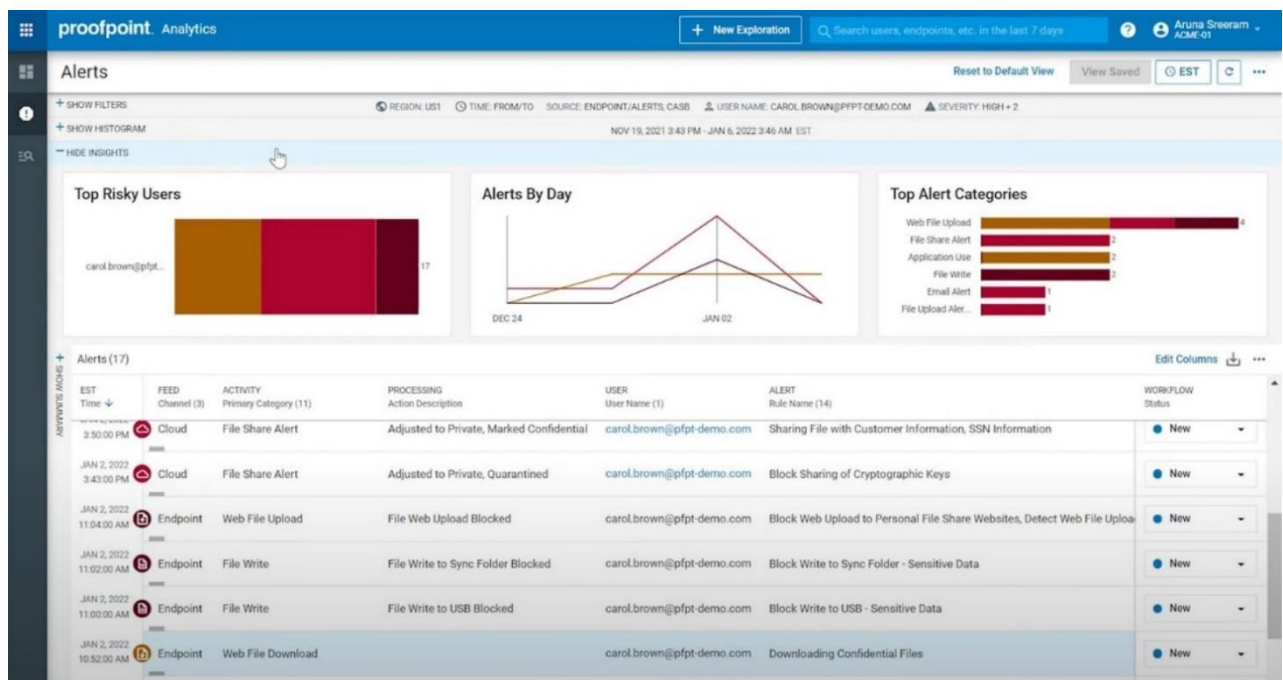 proofpoint. Analytics
+ New Exploration
Search users, endpoints, etc. in the last 7 days
?
Aruna Sreeram
ACME-01
Alerts
Reset to Default View
View Saved
EST
+ SHOW FILTERS
REGION: US1 TIME: FROM/TO SOURCE: ENDPOINT/ALERTS, CASB USER NAME: CAROL.BROWN@PFPT-DEMO.COM SEVERITY: HIGH + 2
+ SHOW HISTOGRAM
NOV 19, 2021 3:43 PM - JAN 6, 2022 3:46 AM EST
— HIDE INSIGHTS
Top Risky Users
carol.brown@pfpt...
17
Alerts By Day
DEC 24
JAN 02
Top Alert Categories
Web File Upload 4
File Share Alert 2
Application Use 2
File Write 2
Email Alert 1
File Upload Aler... 1
+ SHOW SUMMARY
Alerts (17)
Edit Columns
EST FEED ACTIVITY PROCESSING USER ALERT WORKFLOW
Time Channel (3) Primary Category (11) Action Description User Name (1) Rule Name (14) Status
3:50:00 PM Cloud File Share Alert Adjusted to Private, Marked Confidential carol.brown@pfpt-demo.com Sharing File with Customer Information, SSN Information New
JAN 2, 2022
3:43:00 PM Cloud File Share Alert Adjusted to Private, Quarantined carol.brown@pfpt-demo.com Block Sharing of Cryptographic Keys New
JAN 2, 2022
11:04:00 AM Endpoint Web File Upload File Web Upload Blocked carol.brown@pfpt-demo.com Block Web Upload to Personal File Share Websites, Detect Web File Uploa New
JAN 2, 2022
11:02:00 AM Endpoint File Write File Write to Sync Folder Blocked carol.brown@pfpt-demo.com Block Write to Sync Folder - Sensitive Data New
JAN 2, 2022
11:00:00 AM Endpoint File Write File Write to USB Blocked carol.brown@pfpt-demo.com Block Write to USB - Sensitive Data New
JAN 2, 2022
10:52:00 AM Endpoint Web File Download carol.brown@pfpt-demo.com Downloading Confidential Files New